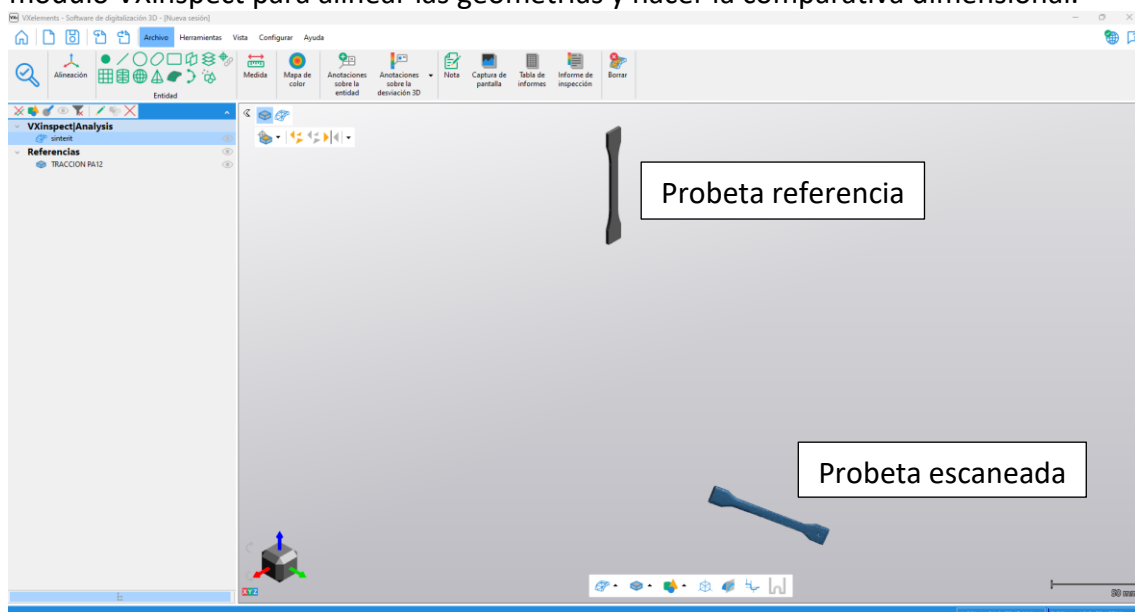 módulo VXinspect para alinear las geometrías y hacer la comparativa dimensional.
VXelements - Software de digitalización 3D - [Nueva sesión]
Archivo Herramientas Vista Configurar Ayuda
Alineación
Entidad
Medida
Mapa de color
Anotaciones sobre la entidad
Anotaciones sobre la desviación 3D
Nota
Captura de pantalla
Tabla de informes
Informe de inspección
Borrar
VXinspect|Analysis
sinterit
Referencias
TRACCION PA12
Probeta referencia
Probeta escaneada
XYZ
50 mm